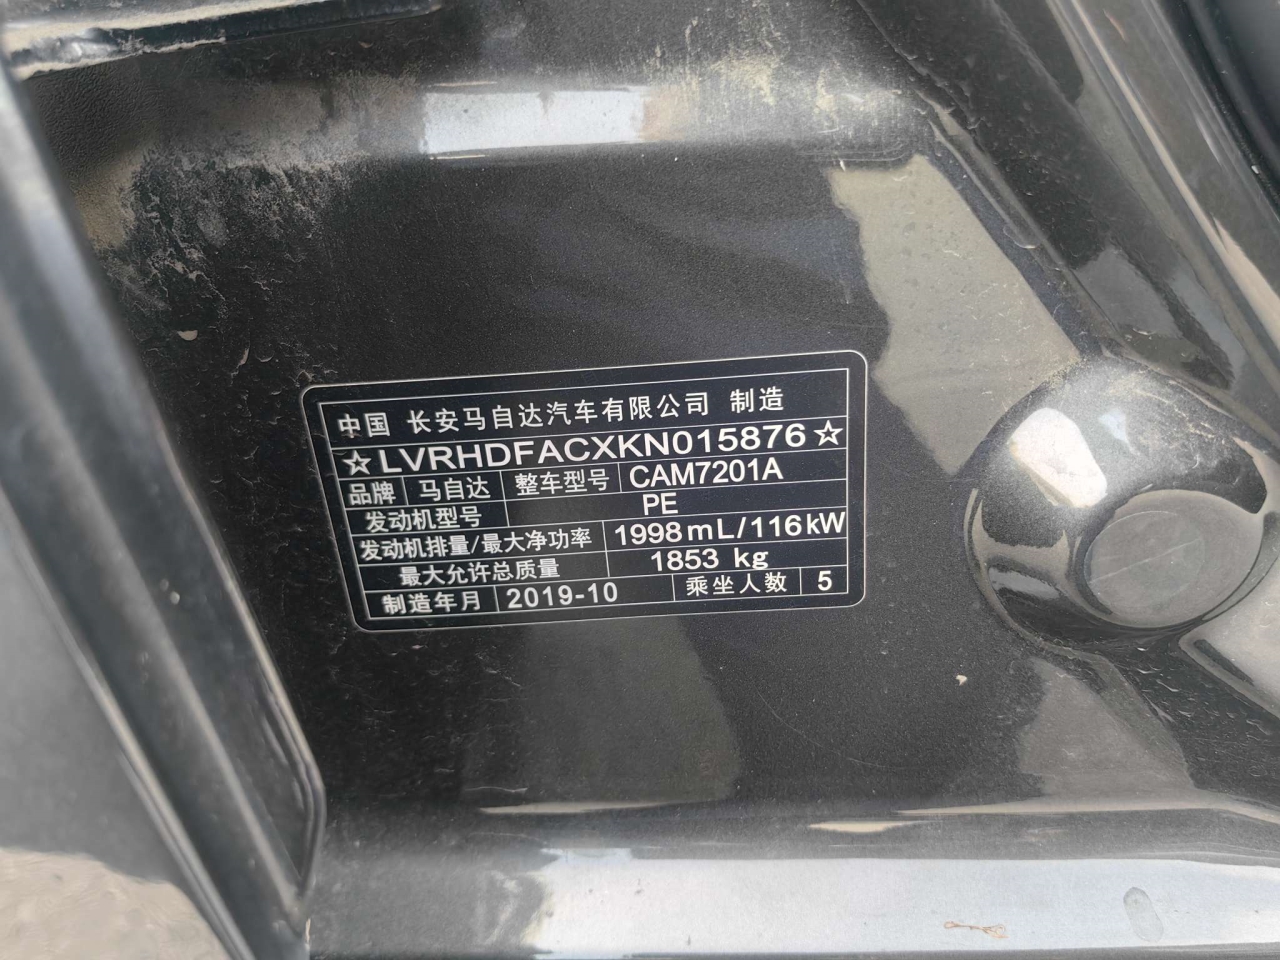 中国 长安马自达汽车有限公司 制造
☆LVRHDFACXKN015876☆
品牌 马自达 整车型号 CAM7201A
发动机型号 PE
发动机排量/最大净功率 1998mL/116kW
最大允许总质量 1853 kg
制造年月 2019-10 乘坐人数 5